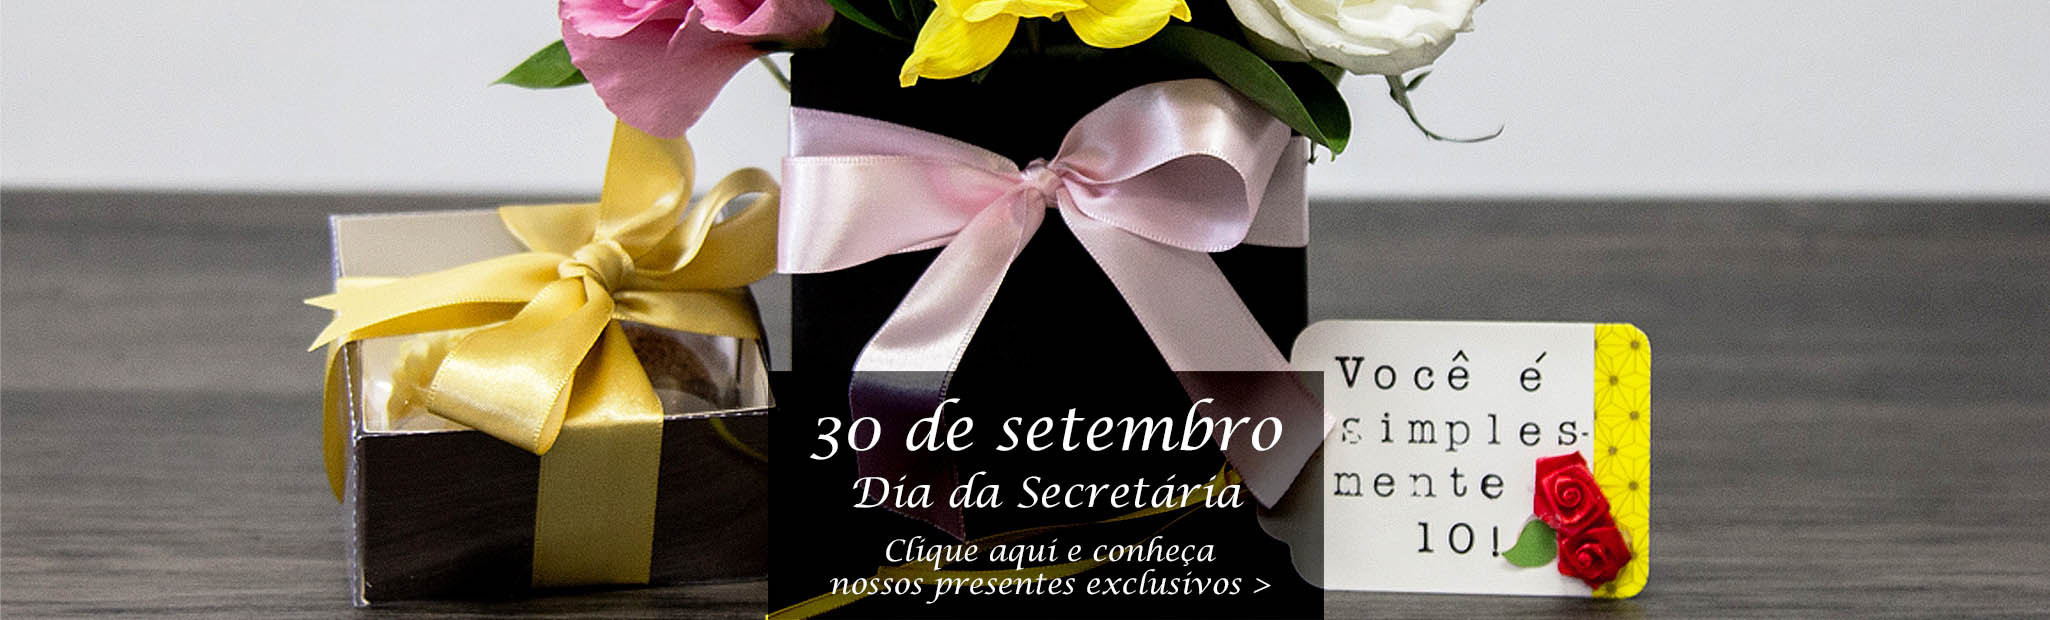 30 de setembro
Dia da Secretária
Clique aqui e conheça
nossos presentes exclusivos >
Você é
simples-
mente
10!